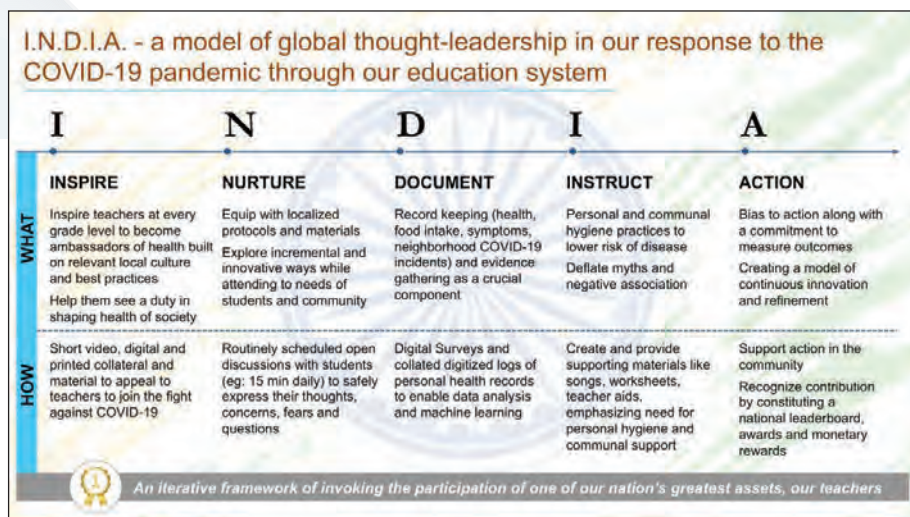 I.N.D.I.A. - a model of global thought-leadership in our response to the
COVID-19 pandemic through our education system
I N D I A
WHAT
INSPIRE
Inspire teachers at every
grade level to become
ambassadors of health built
on relevant local culture
and best practices
Help them see a duty in
shaping health of society
NURTURE
Equip with localized
protocols and materials
Explore incremental and
innovative ways while
attending to needs of
students and community
DOCUMENT
Record keeping (health,
food intake, symptoms,
neighborhood COVID-19
incidents) and evidence
gathering as a crucial
component
INSTRUCT
Personal and communal
hygiene practices to
lower risk of disease
Deflate myths and
negative association
ACTION
Bias to action along with
a commitment to
measure outcomes
Creating a model of
continuous innovation
and refinement
HOW
Short video, digital and
printed collateral and
material to appeal to
teachers to join the fight
against COVID-19
Routinely scheduled open
discussions with students
(eg: 15 min daily) to safely
express their thoughts,
concerns, fears and
questions
Digital Surveys and
collated digitized logs of
personal health records
to enable data analysis
and machine learning
Create and provide
supporting materials like
songs, worksheets,
teacher aids,
emphasizing need for
personal hygiene and
communal support
Support action in the
community
Recognize contribution
by constituting a
national leaderboard,
awards and monetary
rewards
1
An iterative framework of invoking the participation of one of our nation's greatest assets, our teachers